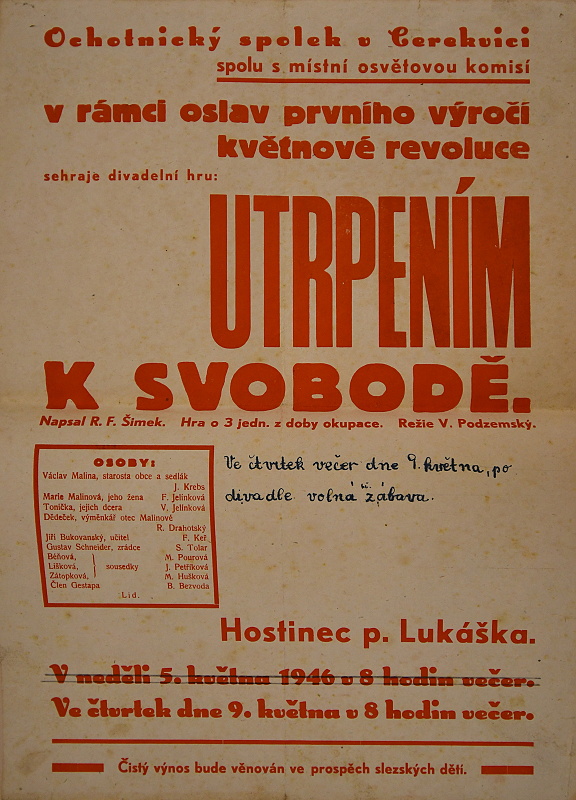 Ochotnický spolek v Cerekvici
spolu s místní osvětovou komisí
v rámci oslav prvního výročí
květnové revoluce
sehraje divadelní hru:
UTRPENÍM
K SVOBODĚ.
Napsal R. F. Šimek. Hra o 3 jedn. z doby okupace. Režie V. Podzemský.
OSOBY:
Václav Malina, starosta obce a sedlák
J. Krebs
Marie Malinová, jeho žena F. Jelínková
Tonička, jejich dcera V. Jelínková
Dědeček, výměnkář otec Malinově
R. Drahotský
Jiří Bukovanský, učitel F. Keř
Gustav Schneider, zrádce S. Tolar
Běňová, M. Pourová
Lišková, sousedky J. Petříková
Zátopková, M. Hušková
Člen Gestapa B. Bezvoda
Lid.
Ve čtvrtek večer dne 9. května, po
divadle volná zábava.
Hostinec p. Lukáška.
V neděli 5. května 1946 v 8 hodin večer.
Ve čtvrtek dne 9. května v 8 hodin večer.
Čistý výnos bude věnován ve prospěch slezských dětí.